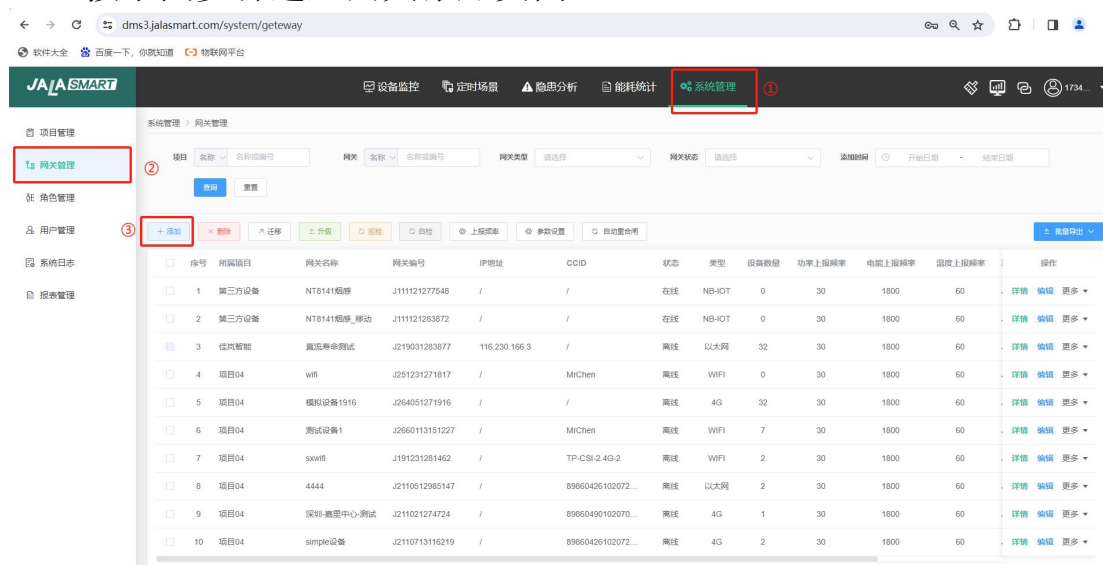 dms3.jalasmart.com/system/geteway
软件大全 百度一下，你就知道 物联网平台
JALA SMART 设备监控 定时场景 隐患分析 能耗统计 系统管理 ① 1734...
项目管理
网关管理
②
角色管理
用户管理
系统日志
报表管理
系统管理 > 网关管理
项目 名称 名称或编号 网关 名称 名称或编号 网关类型 请选择 网关状态 请选择 添加时间 开始日期 - 结束日期
查询 重置
③ + 添加 × 删除 迁移 升级 巡检 自检 上报频率 参数设置 自动重合闸 批量导出
序号 所属项目 网关名称 网关编号 IP地址 CCID 状态 类型 设备数量 功率上报频率 电能上报频率 温度上报频率 操作
1 第三方设备 NT8141烟感 J111121277548 / / 在线 NB-IOT 0 30 1800 60 详情 编辑 更多
2 第三方设备 NT8141烟感_移动 J111121283872 / / 在线 NB-IOT 0 30 1800 60 详情 编辑 更多
3 佳岚智能 直流寿命测试 J219031283877 116.230.166.3 / 离线 以太网 32 30 1800 60 详情 编辑 更多
4 项目04 wifi J251231271817 / MrChen 离线 WIFI 0 30 1800 60 详情 编辑 更多
5 项目04 模拟设备1916 J264051271916 / / 离线 4G 32 30 1800 60 详情 编辑 更多
6 项目04 测试设备1 J2660113151227 / MrChen 离线 WIFI 7 30 1800 60 详情 编辑 更多
7 项目04 sxwifi J191231281462 / TP-CSI-2.4G-2 离线 WIFI 2 30 1800 60 详情 编辑 更多
8 项目04 4444 J2110512985147 / 89860426102072... 离线 以太网 2 30 1800 60 详情 编辑 更多
9 项目04 深圳-嘉里中心-测试 J211021274724 / 89860490102070... 离线 4G 1 30 1800 60 详情 编辑 更多
10 项目04 simple设备 J2110713116219 / 89860426102072... 离线 4G 2 30 1800 60 详情 编辑 更多